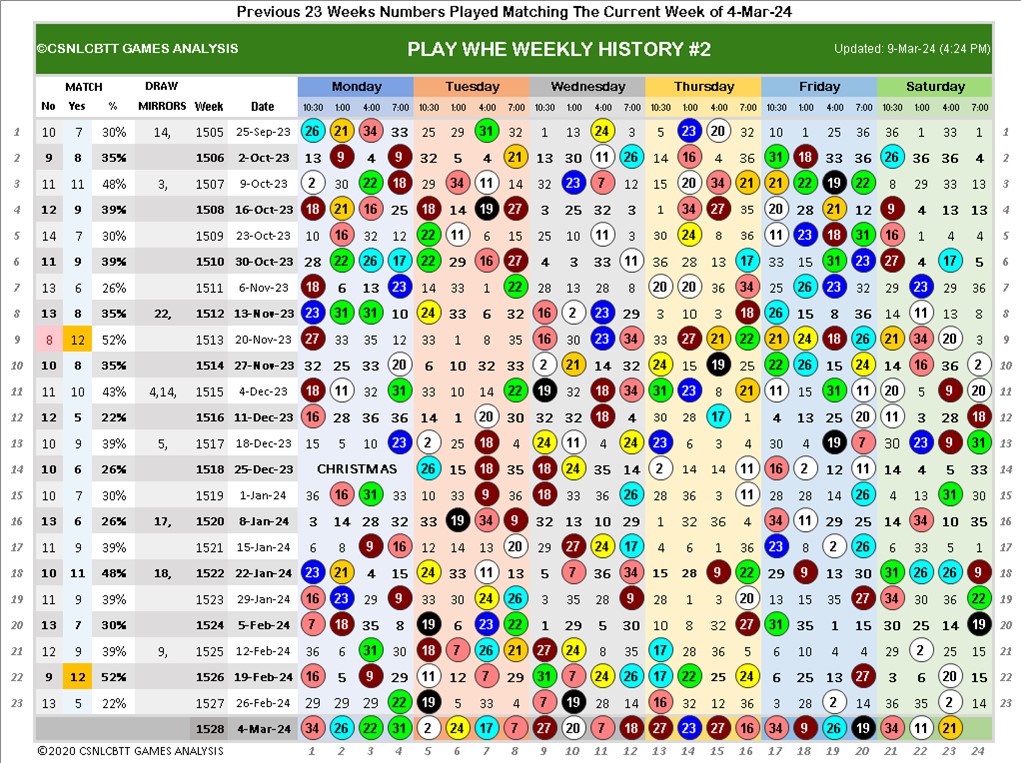 Previous 23 Weeks Numbers Played Matching The Current Week of 4-Mar-24
©CSNLCBTT GAMES ANALYSIS PLAY WHE WEEKLY HISTORY #2 Updated: 9-Mar-24 (4:24 PM)
MATCH DRAW Monday Tuesday Wednesday Thursday Friday Saturday
No Yes % MIRRORS Week Date 10:30 1:00 4:00 7:00 10:30 1:00 4:00 7:00 10:30 1:00 4:00 7:00 10:30 1:00 4:00 7:00 10:30 1:00 4:00 7:00 10:30 1:00 4:00 7:00
1 10 7 30% 14, 1505 25-Sep-23 26 21 34 33 25 29 31 32 1 13 24 3 5 23 20 32 10 1 25 36 36 1 33 1 1
2 9 8 35% 1506 2-Oct-23 13 9 4 9 32 5 4 21 13 30 11 26 14 16 4 36 31 18 33 36 26 36 36 4 2
3 11 11 48% 3, 1507 9-Oct-23 2 30 22 18 29 34 11 14 32 23 7 12 15 20 34 21 21 22 19 22 8 29 33 13 3
4 12 9 39% 1508 16-Oct-23 18 21 16 25 18 14 19 27 3 25 32 3 1 34 27 35 20 28 21 12 9 4 13 13 4
5 14 7 30% 1509 23-Oct-23 10 16 32 12 22 11 6 15 25 10 11 3 30 24 8 36 11 23 18 31 16 1 4 4 5
6 11 9 39% 1510 30-Oct-23 28 22 26 17 22 29 16 27 4 3 33 11 36 28 13 17 33 15 31 23 27 4 17 5 6
7 13 6 26% 1511 6-Nov-23 18 6 13 23 14 33 1 22 28 13 28 8 20 20 36 34 25 26 23 32 29 23 29 14 7
8 13 8 35% 22, 1512 13-Nov-23 23 31 31 10 24 33 6 32 16 2 23 29 3 10 3 18 26 15 8 36 14 11 13 8 8
9 8 12 52% 1513 20-Nov-23 27 33 35 12 33 1 8 35 16 30 23 34 14 27 21 22 21 24 18 26 21 34 20 3 9
10 10 8 35% 1514 27-Nov-23 32 25 33 20 6 10 32 33 2 21 14 32 24 15 19 25 22 26 15 24 14 16 36 2 10
11 11 10 43% 4,14, 1515 4-Dec-23 18 11 32 31 33 10 14 22 19 32 18 34 31 23 8 21 11 15 31 11 20 5 9 20 11
12 12 5 22% 1516 11-Dec-23 16 28 36 36 14 1 20 30 32 32 18 4 30 28 17 1 4 13 25 20 11 3 28 18 12
13 10 9 39% 5, 1517 18-Dec-23 15 5 10 23 2 25 18 4 24 11 4 24 23 6 3 4 30 4 19 7 30 22 9 31 13
14 10 6 26% 1518 25-Dec-23 CHRISTMAS 26 15 18 35 18 24 35 14 2 14 14 11 16 2 12 11 14 4 5 33 14
15 10 7 30% 1519 1-Jan-24 36 16 31 33 10 33 9 36 18 33 36 26 28 36 3 11 28 28 14 26 4 13 31 30 15
16 13 6 26% 17, 1520 8-Jan-24 3 14 28 32 33 19 34 9 32 13 10 29 1 32 36 4 34 11 29 25 14 34 10 35 16
17 11 9 39% 1521 15-Jan-24 6 8 9 16 12 14 13 20 29 27 24 17 4 6 1 36 23 8 2 26 6 33 5 1 17
18 10 11 48% 18, 1522 22-Jan-24 23 21 4 15 24 33 11 13 5 7 36 34 15 28 9 22 29 9 13 30 31 26 26 9 18
19 11 9 39% 1523 29-Jan-24 16 23 29 9 33 30 24 26 3 35 28 9 28 1 3 20 13 15 35 27 34 30 36 22 19
20 13 7 30% 1524 5-Feb-24 7 18 35 8 19 6 23 22 1 29 5 30 10 8 32 27 31 35 1 15 30 25 14 19 20
21 12 9 39% 9, 1525 12-Feb-24 36 6 31 33 18 7 26 21 27 24 8 35 17 28 36 5 6 10 4 4 29 2 25 15 21
22 9 12 52% 1526 19-Feb-24 16 5 9 29 11 12 7 29 31 7 24 26 17 22 25 24 6 25 13 27 3 6 20 15 22
23 13 5 22% 1527 26-Feb-24 29 29 29 22 19 5 33 4 7 19 4 14 16 32 12 36 3 28 2 14 36 35 2 14 23
1528 4-Mar-24 34 26 22 31 2 24 17 7 27 20 7 18 27 23 27 16 34 9 26 19 34 11 21
©2020 CSNLCBTT GAMES ANALYSIS 1 2 3 4 5 6 7 8 9 10 11 12 13 14 15 16 17 18 19 20 21 22 23 24